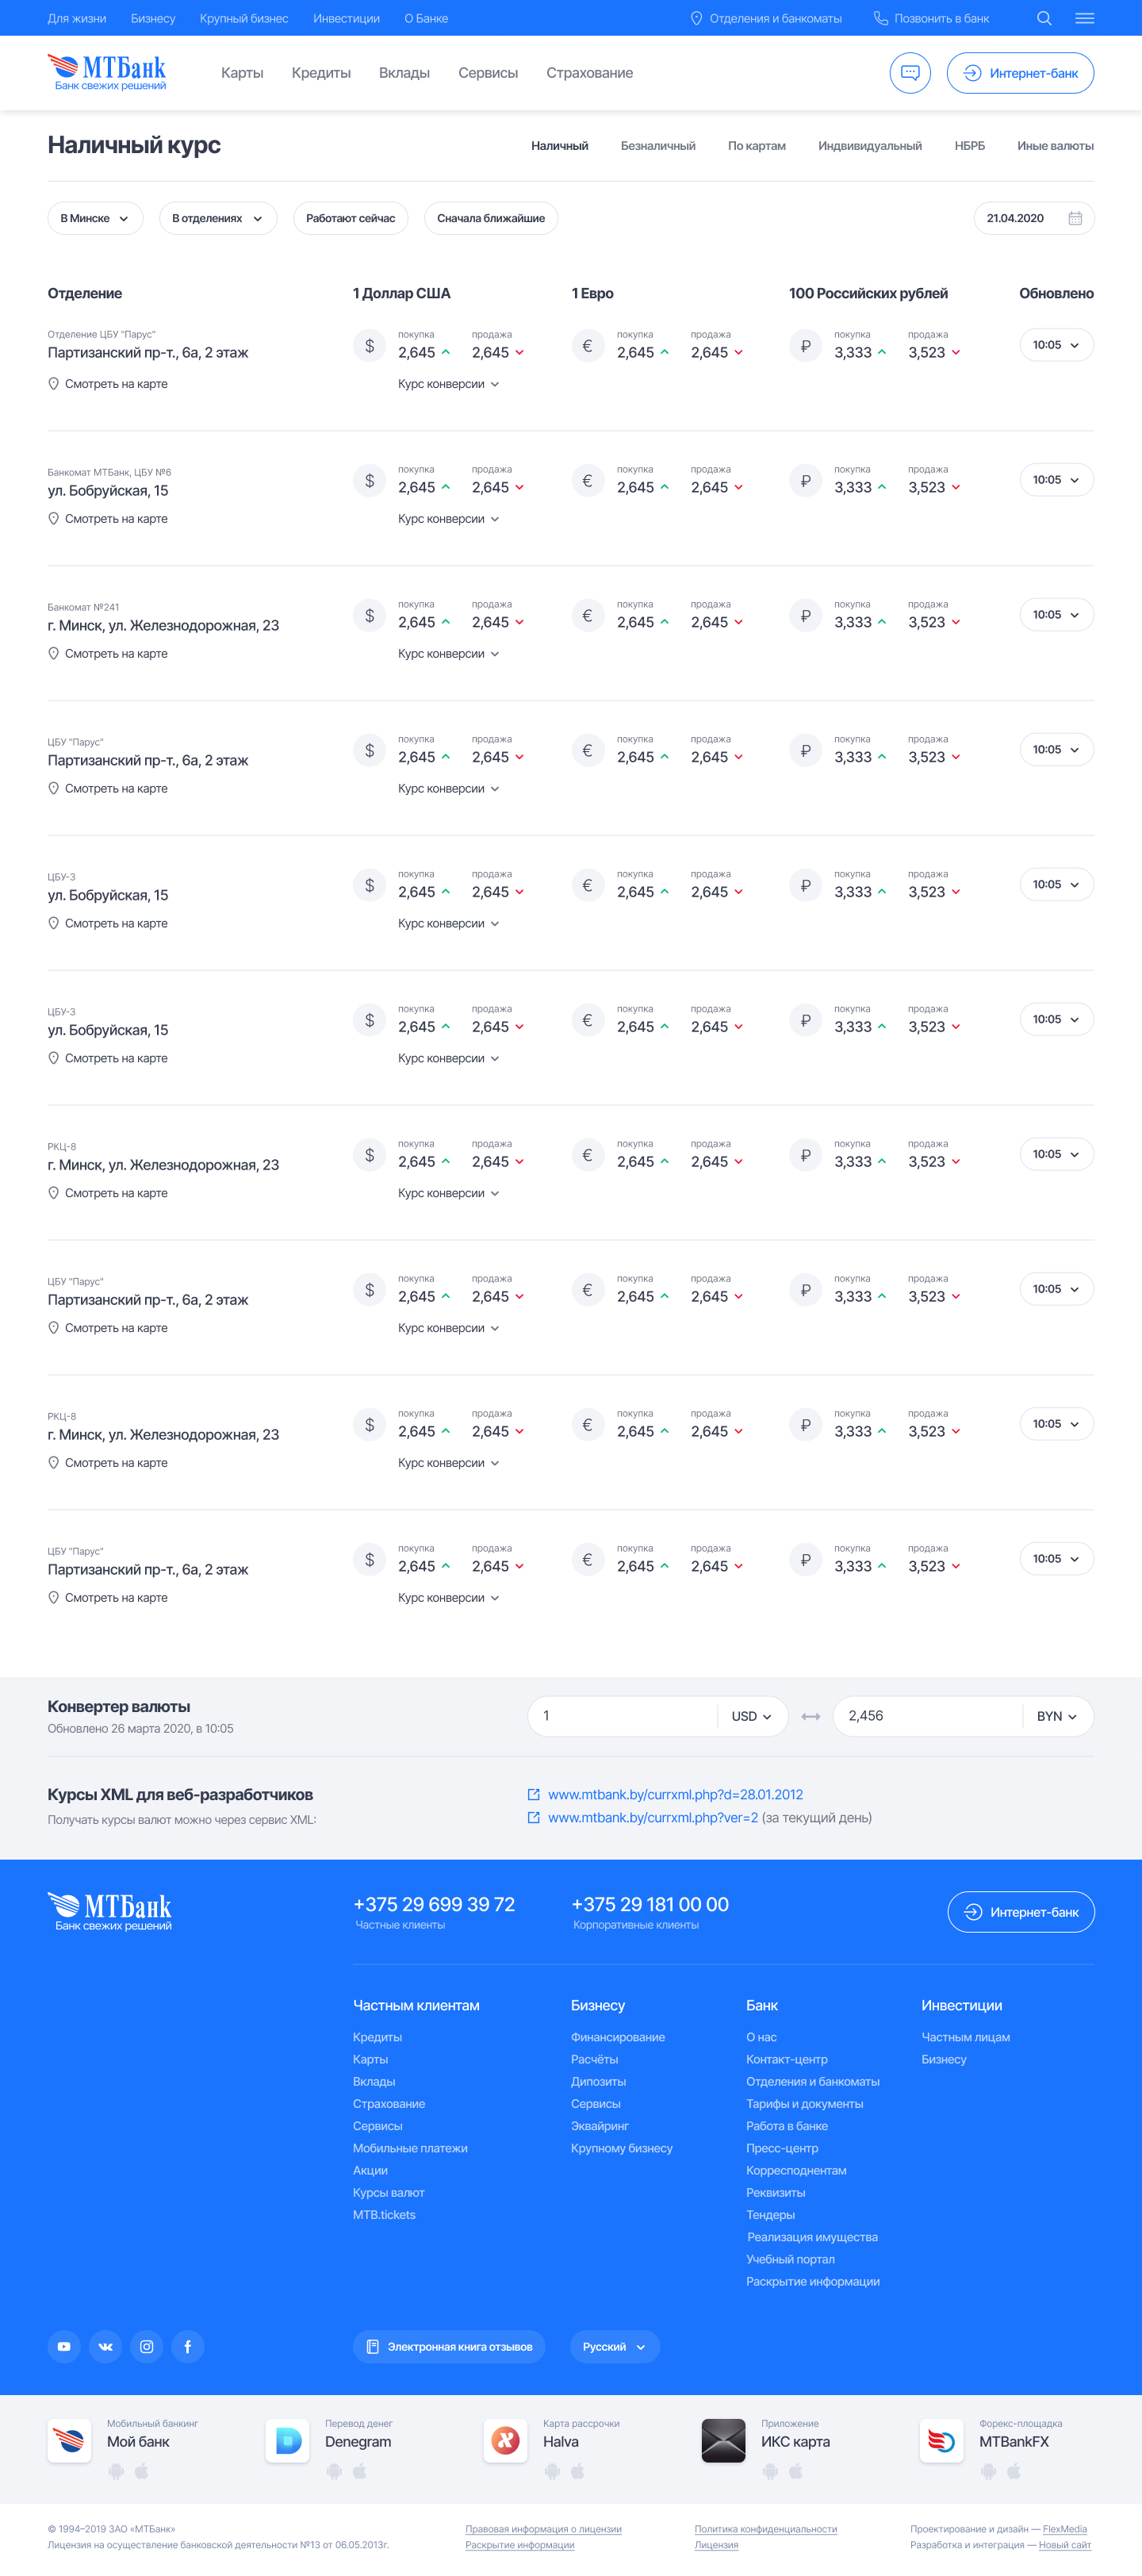 Для жизни Бизнесу Крупный бизнес Инвестиции О Банке Отделения и банкоматы Позвонить в банк
МТБанк
Банк свежих решений
Карты Кредиты Вклады Сервисы Страхование Интернет-банк
Наличный курс Наличный Безналичный По картам Индвивидуальный НБРБ Иные валюты
В Минске В отделениях Работают сейчас Сначала ближайшие 21.04.2020
Отделение 1 Доллар США 1 Евро 100 Российских рублей Обновлено
Отделение ЦБУ "Парус" покупка продажа покупка продажа покупка продажа
Партизанский пр-т., 6а, 2 этаж $ 2,645 2,645 € 2,645 2,645 ₽ 3,333 3,523 10:05
Смотреть на карте Курс конверсии
Банкомат МТБанк, ЦБУ №6 покупка продажа покупка продажа покупка продажа
ул. Бобруйская, 15 $ 2,645 2,645 € 2,645 2,645 ₽ 3,333 3,523 10:05
Смотреть на карте Курс конверсии
Банкомат №241 покупка продажа покупка продажа покупка продажа
г. Минск, ул. Железнодорожная, 23 $ 2,645 2,645 € 2,645 2,645 ₽ 3,333 3,523 10:05
Смотреть на карте Курс конверсии
ЦБУ "Парус" покупка продажа покупка продажа покупка продажа
Партизанский пр-т., 6а, 2 этаж $ 2,645 2,645 € 2,645 2,645 ₽ 3,333 3,523 10:05
Смотреть на карте Курс конверсии
ЦБУ-3 покупка продажа покупка продажа покупка продажа
ул. Бобруйская, 15 $ 2,645 2,645 € 2,645 2,645 ₽ 3,333 3,523 10:05
Смотреть на карте Курс конверсии
ЦБУ-3 покупка продажа покупка продажа покупка продажа
ул. Бобруйская, 15 $ 2,645 2,645 € 2,645 2,645 ₽ 3,333 3,523 10:05
Смотреть на карте Курс конверсии
РКЦ-8 покупка продажа покупка продажа покупка продажа
г. Минск, ул. Железнодорожная, 23 $ 2,645 2,645 € 2,645 2,645 ₽ 3,333 3,523 10:05
Смотреть на карте Курс конверсии
ЦБУ "Парус" покупка продажа покупка продажа покупка продажа
Партизанский пр-т., 6а, 2 этаж $ 2,645 2,645 € 2,645 2,645 ₽ 3,333 3,523 10:05
Смотреть на карте Курс конверсии
РКЦ-8 покупка продажа покупка продажа покупка продажа
г. Минск, ул. Железнодорожная, 23 $ 2,645 2,645 € 2,645 2,645 ₽ 3,333 3,523 10:05
Смотреть на карте Курс конверсии
ЦБУ "Парус" покупка продажа покупка продажа покупка продажа
Партизанский пр-т., 6а, 2 этаж $ 2,645 2,645 € 2,645 2,645 ₽ 3,333 3,523 10:05
Смотреть на карте Курс конверсии
Конвертер валюты 1 USD 2,456 BYN
Обновлено 26 марта 2020, в 10:05
Курсы XML для веб-разработчиков www.mtbank.by/currxml.php?d=28.01.2012
Получать курсы валют можно через сервис XML: www.mtbank.by/currxml.php?ver=2 (за текущий день)
МТБанк
Банк свежих решений
+375 29 699 39 72 +375 29 181 00 00 Интернет-банк
Частные клиенты Корпоративные клиенты
Частным клиентам
Кредиты
Карты
Вклады
Страхование
Сервисы
Мобильные платежи
Акции
Курсы валют
MTB.tickets
Бизнесу
Финансирование
Расчёты
Дипозиты
Сервисы
Эквайринг
Крупному бизнесу
Банк
О нас
Контакт-центр
Отделения и банкоматы
Тарифы и документы
Работа в банке
Пресс-центр
Корресподнентам
Реквизиты
Тендеры
Реализация имущества
Учебный портал
Раскрытие информации
Инвестиции
Частным лицам
Бизнесу
Электронная книга отзывов Русский
Мобильный банкинг Перевод денег Карта рассрочки Приложение Форекс-площадка
Мой банк Denegram Halva ИКС карта MTBankFX
© 1994–2019 ЗАО «МТБанк» Правовая информация о лицензии Политика конфиденциальности Проектирование и дизайн — FlexMedia
Лицензия на осуществление банковской деятельности №13 от 06.05.2013г. Раскрытие информации Лицензия Разработка и интеграция — Новый сайт